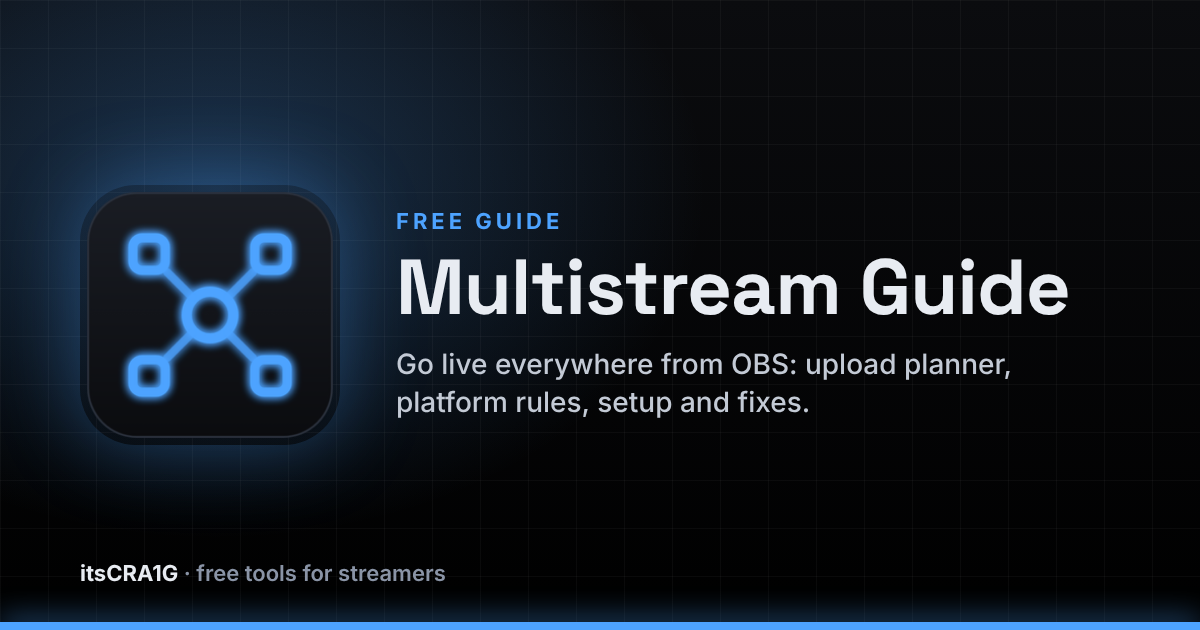 FREE GUIDE
Multistream Guide
Go live everywhere from OBS: upload planner,
platform rules, setup and fixes.
itsCRA1G · free tools for streamers